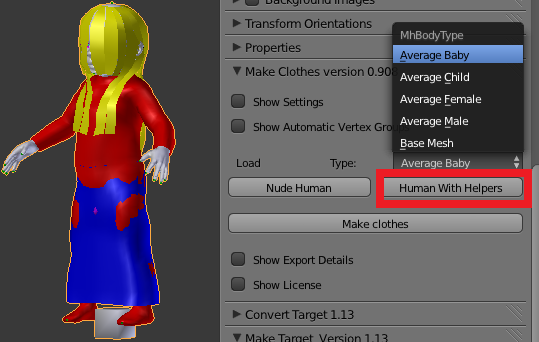 Background Images
Transform Orientations
Properties
Make Clothes version 0.908
Show Settings
Show Automatic Vertex Groups
Load Type: Average Baby
Nude Human
Human With Helpers
Make clothes
Show Export Details
Show License
Convert Target 1.13
Make Target Version 1.13
MhBodyType
Average Baby
Average Child
Average Female
Average Male
Base Mesh